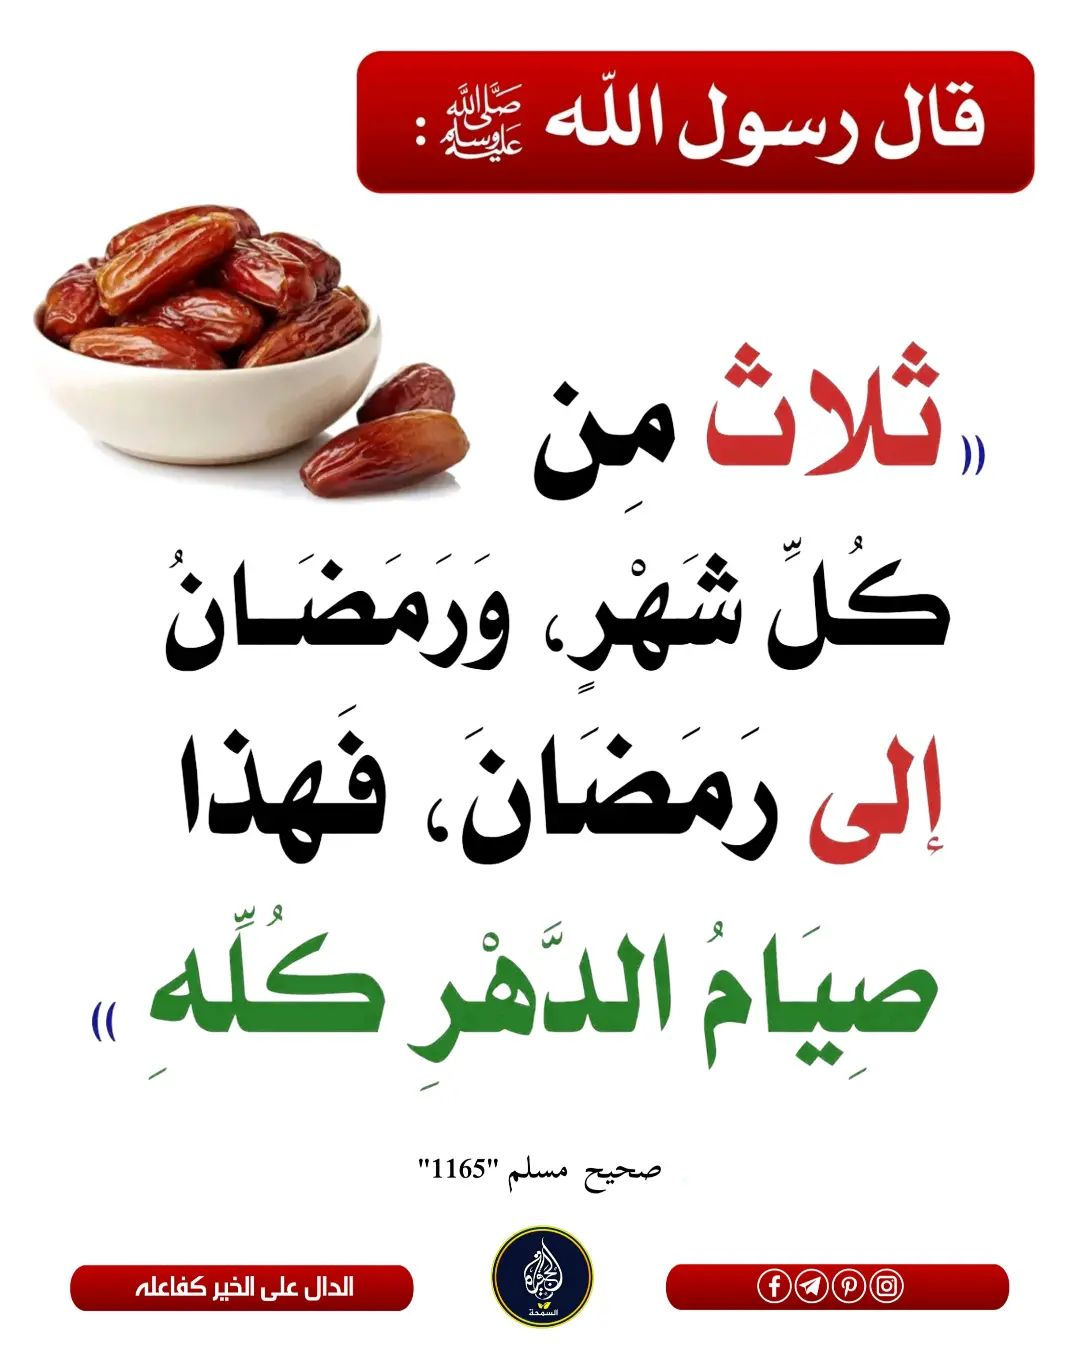 قال رسول الله ﷺ :
(( ثلاث مِن
كُلِّ شَهْرٍ، وَرَمَضَانُ
إلى رَمَضَانَ، فَهذا
صِيَامُ الدَّهْرِ كُلِّهِ ))
صحيح مسلم "1165"
الدال على الخير كفاعله
السمحة